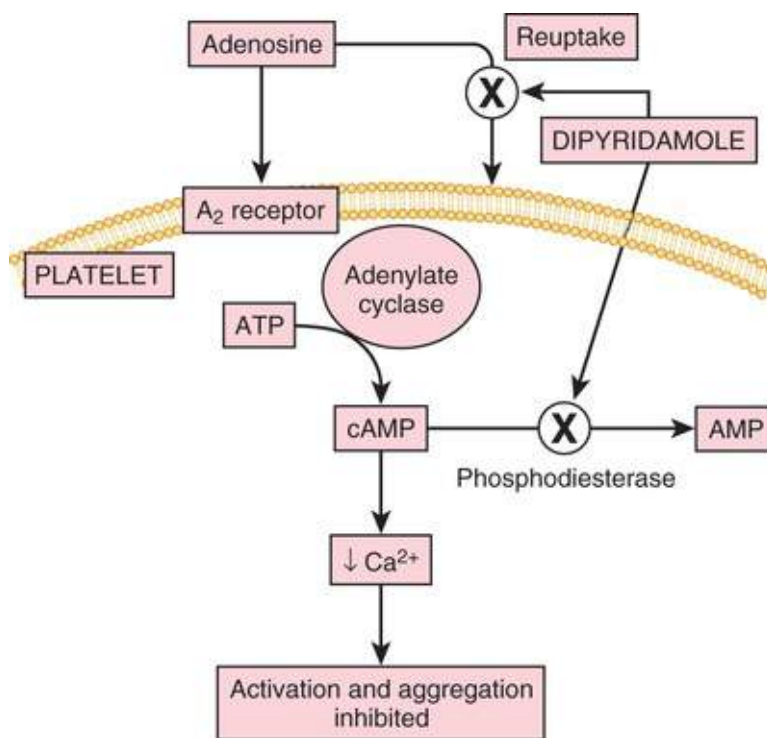 Reuptake
Adenosine
X
DIPYRIDAMOLE
A₂ receptor
PLATELET
Adenylate
cyclase
ATP
cAMP
X
AMP
Phosphodiesterase
↓ Ca²⁺
Activation and aggregation
inhibited